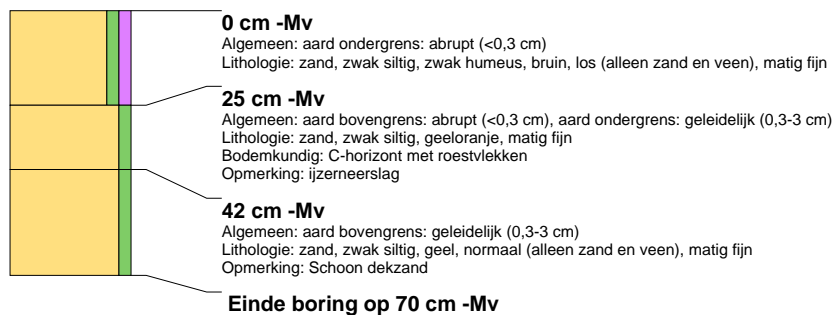 0 cm -Mv
Algemeen: aard ondergrens: abrupt (<0,3 cm)
Lithologie: zand, zwak siltig, zwak humeus, bruin, los (alleen zand en veen), matig fijn
25 cm -Mv
Algemeen: aard bovengrens: abrupt (<0,3 cm), aard ondergrens: geleidelijk (0,3-3 cm)
Lithologie: zand, zwak siltig, geeloranje, matig fijn
Bodemkundig: C-horizont met roestvlekken
Opmerking: ijzerneerslag
42 cm -Mv
Algemeen: aard bovengrens: geleidelijk (0,3-3 cm)
Lithologie: zand, zwak siltig, geel, normaal (alleen zand en veen), matig fijn
Opmerking: Schoon dekzand
Einde boring op 70 cm -Mv